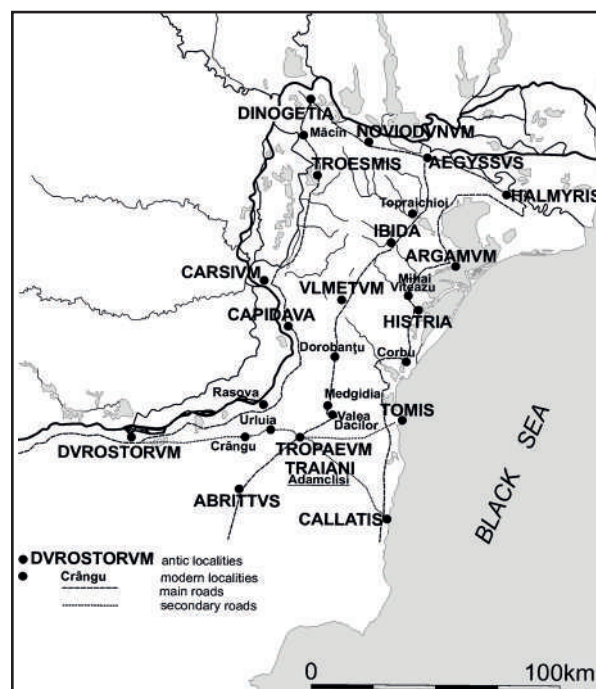 DINOGETIA
Măcin
NOVIODVNVM
TROESMIS
AEGYSSVS
HALMYRIS
Topraichioi
IBIDA
ARGAMVM
CARSIVM
Mihai
Viteazu
VLMETVM
CAPIDAVA
HISTRIA
Dorobanţu
Corbu
Rasova
Medgidia
Urluia
Valea
Dacilor
TOMIS
DVROSTORVM
Crângu
TROPAEVM
TRAIANI
Adamclisi
ABRITTVS
CALLATIS
BLACK SEA
DVROSTORVM antic localities
Crângu modern localities
main roads
secondary roads
0 100km